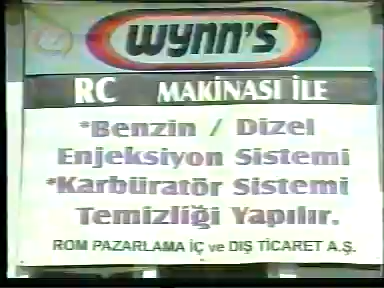 WYNN'S
RC MAKİNASI İLE
*Benzin / Dizel
Enjeksiyon Sistemi
*Karbüratör Sistemi
Temizliği Yapılır.
ROM PAZARLAMA İÇ ve DIŞ TİCARET A.Ş.